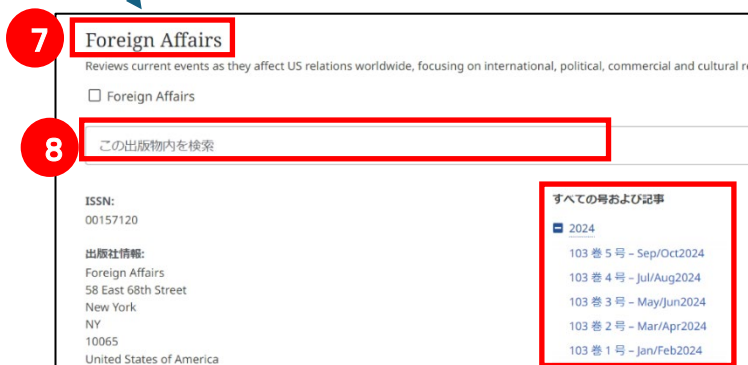 7
Foreign Affairs
Reviews current events as they affect US relations worldwide, focusing on international, political, commercial and cultural
Foreign Affairs
8
この出版物内を検索
ISSN:
00157120
出版社情報:
Foreign Affairs
58 East 68th Street
New York
NY
10065
United States of America
すべての号および記事
2024
103 巻 5 号 – Sep/Oct2024
103 巻 4 号 – Jul/Aug2024
103 巻 3 号 – May/Jun2024
103 巻 2 号 – Mar/Apr2024
103 巻 1 号 – Jan/Feb2024